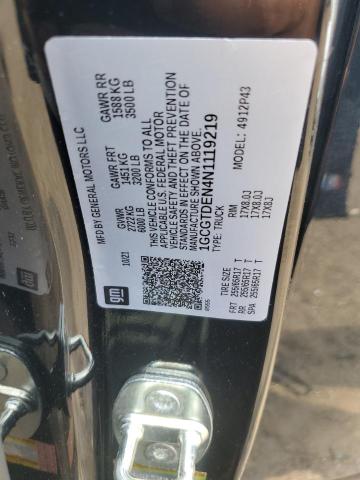 MFD BY GENERAL MOTORS LLC
10/21
GVWR
2722 KG
6000 LB
GAWR FRT
1451 KG
3200 LB
GAWR RR
1588 KG
3500 LB
THIS VEHICLE CONFORMS TO ALL
APPLICABLE U.S. FEDERAL MOTOR
VEHICLE SAFETY AND THEFT PREVENTION
STANDARDS IN EFFECT ON THE DATE OF
MANUFACTURE SHOWN ABOVE.
1GCGTDEN4N1119219
TYPE: TRUCK
MODEL: 4912P43
TIRE SIZE
RIM
FRT 255/65R17 T 17X8.0J
RR 255/65R17 T 17X8.0J
SPA 255/65R17 T 17X8J
gm